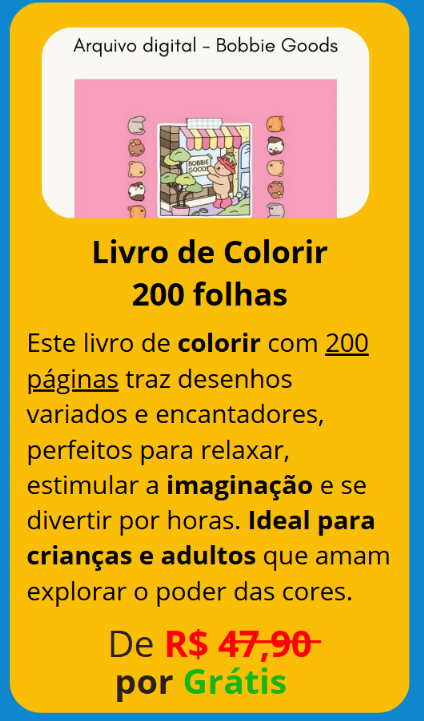 Arquivo digital - Bobbie Goods
BOBBIE
GOODS
Livro de Colorir
200 folhas
Este livro de colorir com 200
páginas traz desenhos
variados e encantadores,
perfeitos para relaxar,
estimular a imaginação e se
divertir por horas. Ideal para
crianças e adultos que amam
explorar o poder das cores.
De R$ 47,90
por Grátis